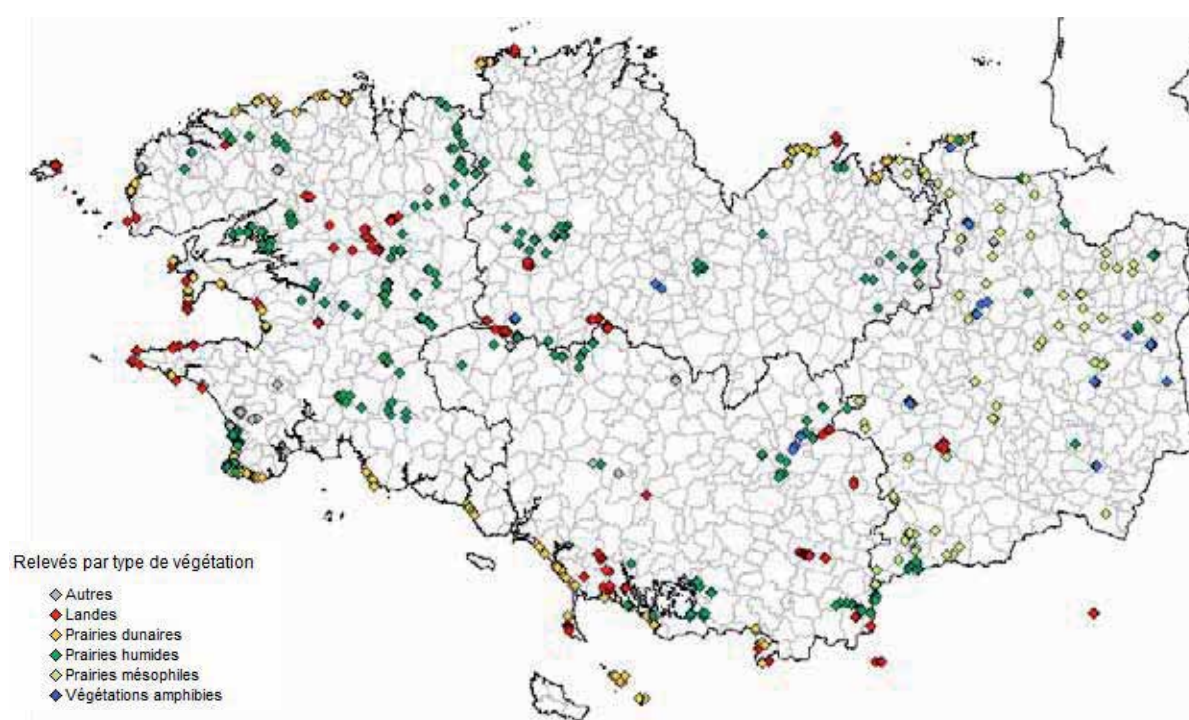 Relevés par type de végétation
Autres
Landes
Prairies dunaires
Prairies humides
Prairies mésophiles
Végétations amphibies